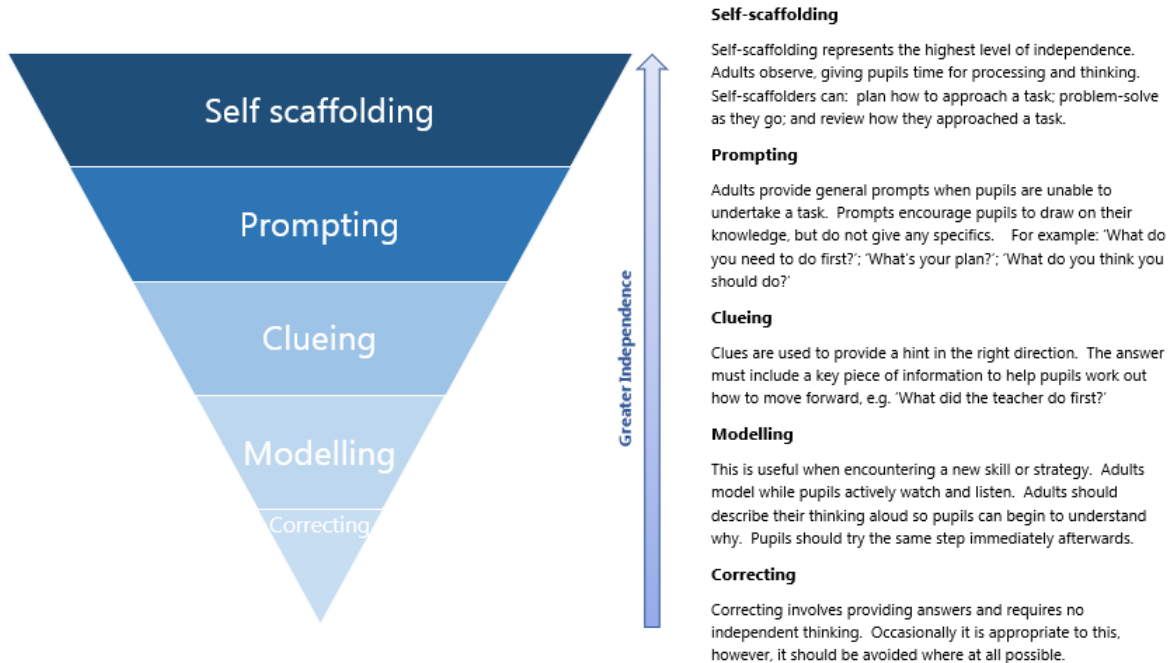 Self scaffolding
Prompting
Clueing
Modelling
Correcting
Greater Independence
Self-scaffolding
Self-scaffolding represents the highest level of independence.
Adults observe, giving pupils time for processing and thinking.
Self-scaffolders can:  plan how to approach a task; problem-solve
as they go; and review how they approached a task.
Prompting
Adults provide general prompts when pupils are unable to
undertake a task.  Prompts encourage pupils to draw on their
knowledge, but do not give any specifics.    For example: ‘What do
you need to do first?’; ‘What’s your plan?’; ‘What do you think you
should do?’
Clueing
Clues are used to provide a hint in the right direction.  The answer
must include a key piece of information to help pupils work out
how to move forward, e.g. ‘What did the teacher do first?’
Modelling
This is useful when encountering a new skill or strategy.  Adults
model while pupils actively watch and listen.  Adults should
describe their thinking aloud so pupils can begin to understand
why.  Pupils should try the same step immediately afterwards.
Correcting
Correcting involves providing answers and requires no
independent thinking.  Occasionally it is appropriate to this,
however, it should be avoided where at all possible.